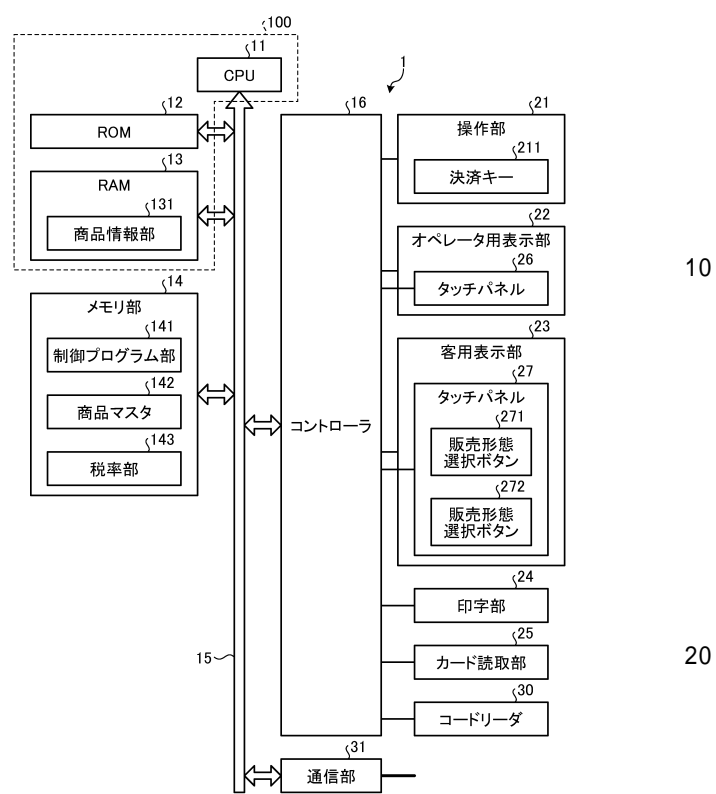 100
11
CPU
1
12
ROM
13
RAM
131
商品情報部
14
メモリ部
141
制御プログラム部
142
商品マスタ
143
税率部
15
16
コントローラ
21
操作部
211
決済キー
22
オペレータ用表示部
26
タッチパネル
23
客用表示部
27
タッチパネル
271
販売形態
選択ボタン
272
販売形態
選択ボタン
24
印字部
25
カード読取部
30
コードリーダ
31
通信部
10
20